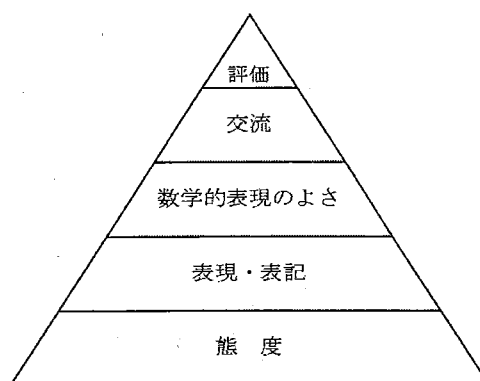 評価
交流
数学的表現のよさ
表現・表記
態 度